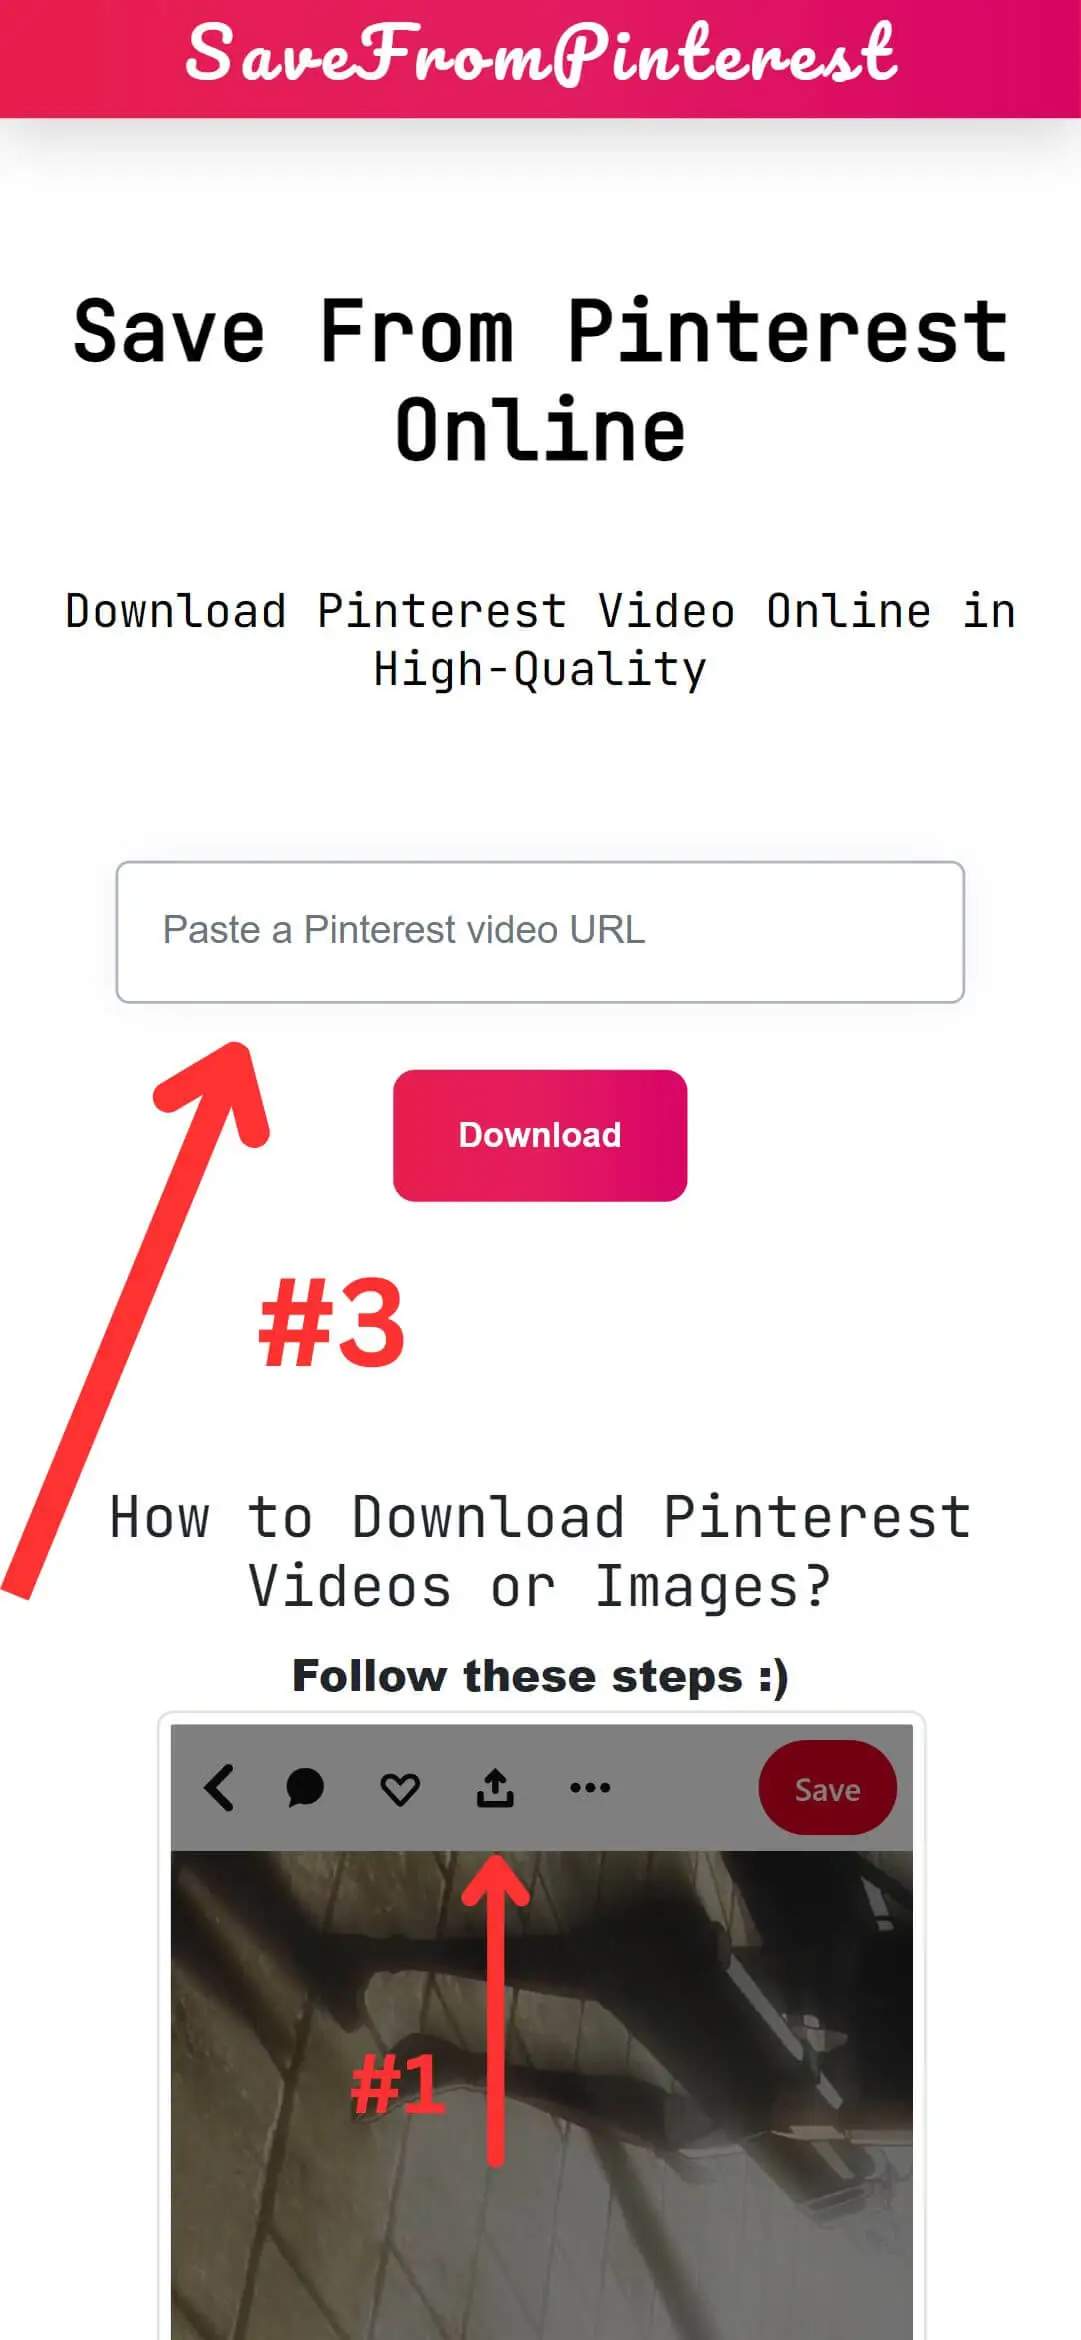 SaveFromPinterest
Save From Pinterest
Online
Download Pinterest Video Online in
High-Quality
Paste a Pinterest video URL
Download
#3
How to Download Pinterest
Videos or Images?
Follow these steps :)
Save
#1